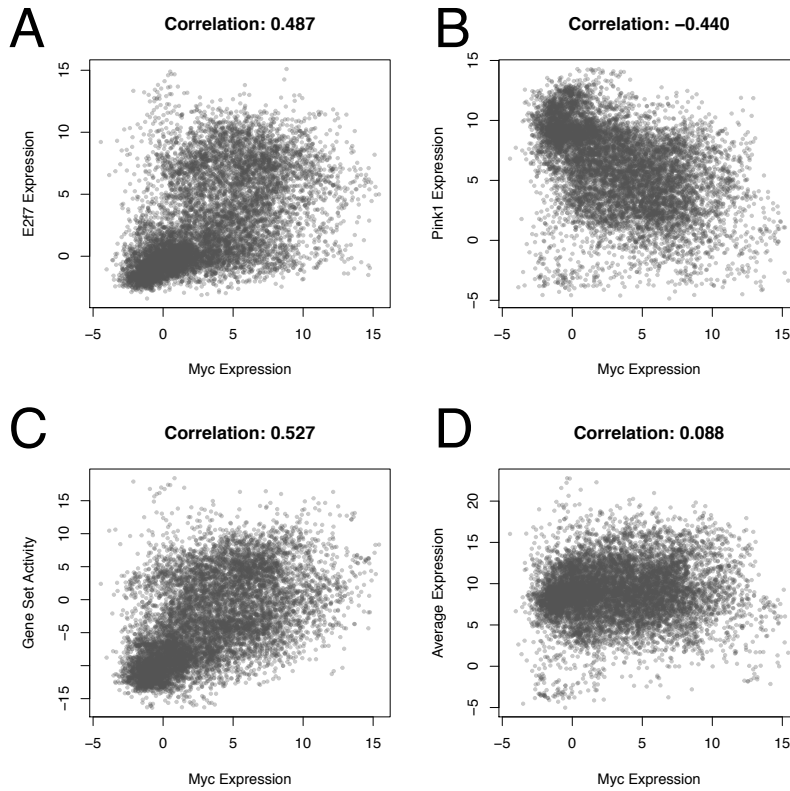 A
Correlation: 0.487
E2f7 Expression
15
10
5
0
−5 0 5 10 15
Myc Expression
B
Correlation: −0.440
Pink1 Expression
15
10
5
0
−5
−5 0 5 10 15
Myc Expression
C
Correlation: 0.527
Gene Set Activity
15
10
5
0
−5
−15
−5 0 5 10 15
Myc Expression
D
Correlation: 0.088
Average Expression
20
15
10
5
0
−5
−5 0 5 10 15
Myc Expression